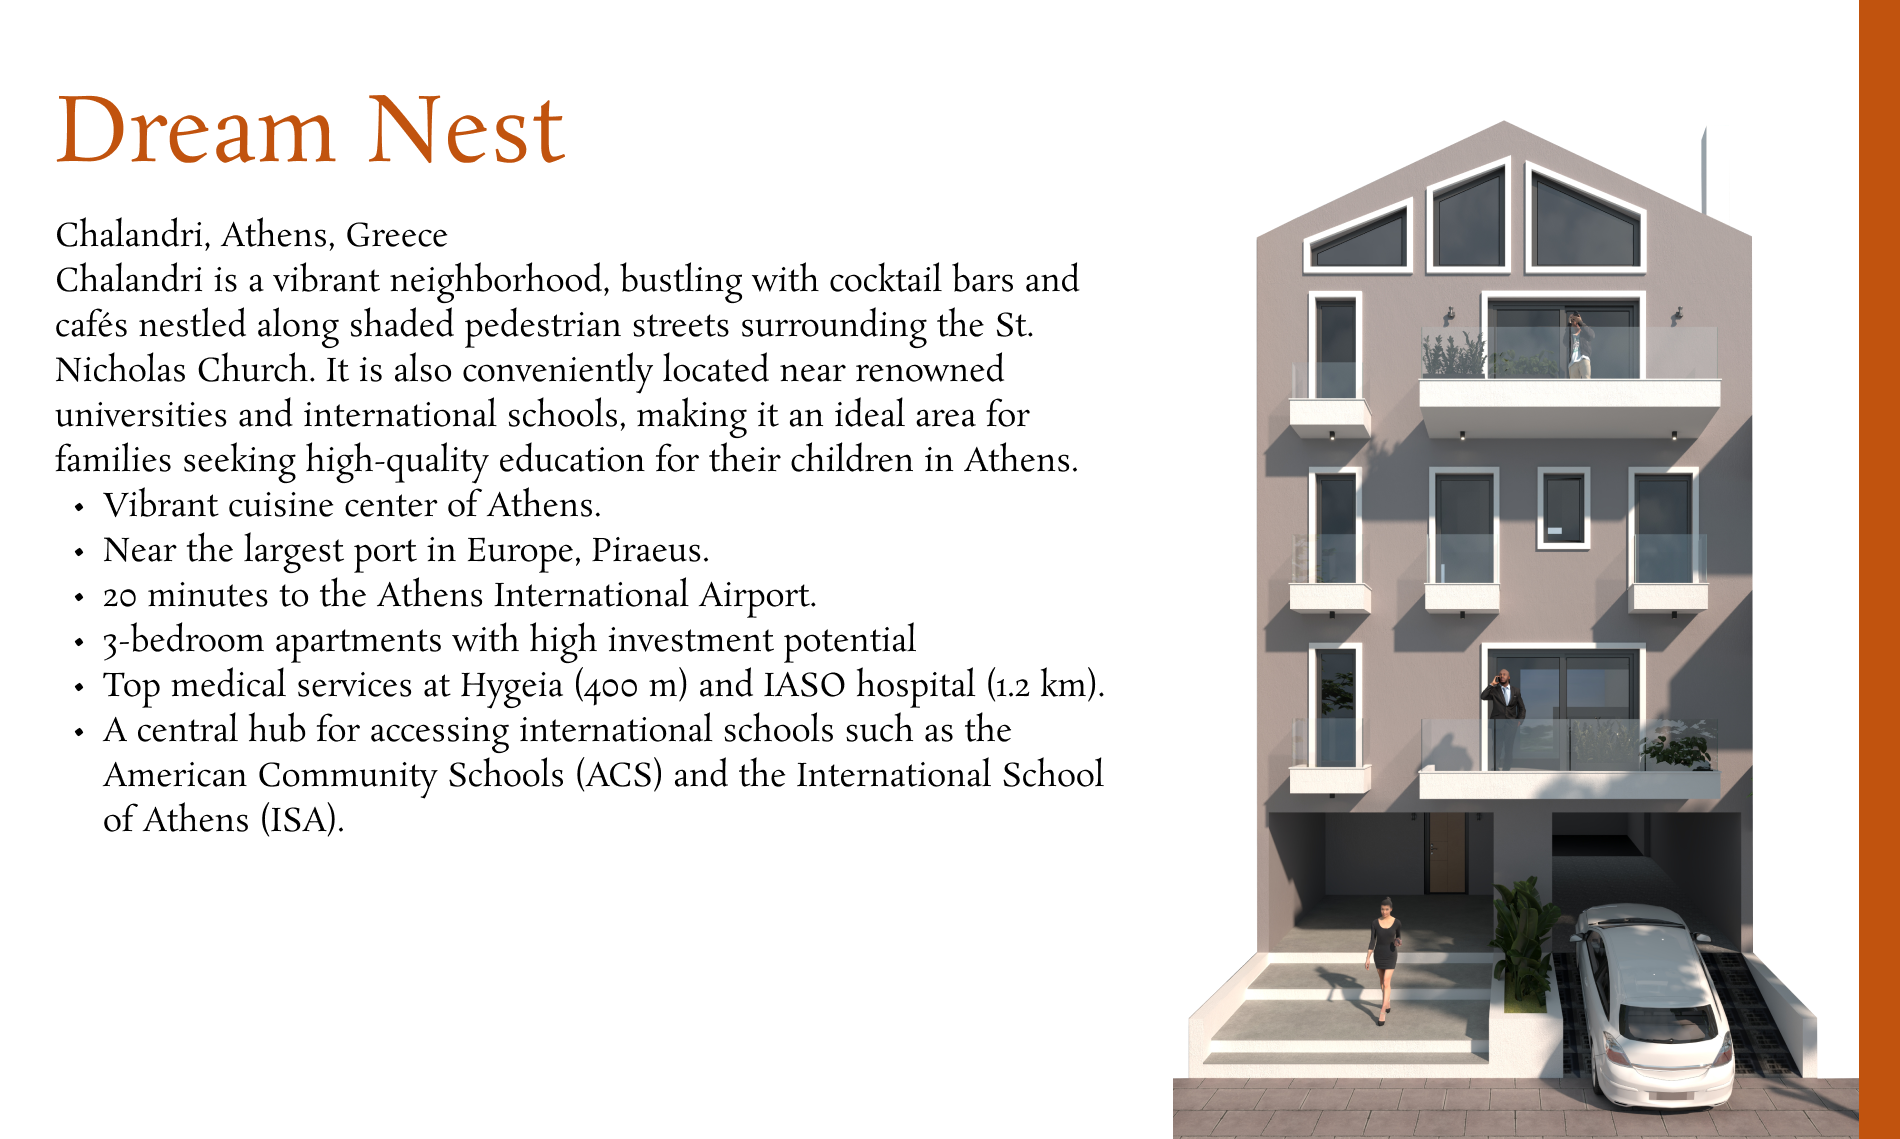 Dream Nest
Chalandri, Athens, Greece
Chalandri is a vibrant neighborhood, bustling with cocktail bars and
cafés nestled along shaded pedestrian streets surrounding the St.
Nicholas Church. It is also conveniently located near renowned
universities and international schools, making it an ideal area for
families seeking high-quality education for their children in Athens.
• Vibrant cuisine center of Athens.
• Near the largest port in Europe, Piraeus.
• 20 minutes to the Athens International Airport.
• 3-bedroom apartments with high investment potential
• Top medical services at Hygeia (400 m) and IASO hospital (1.2 km).
• A central hub for accessing international schools such as the
American Community Schools (ACS) and the International School
of Athens (ISA).